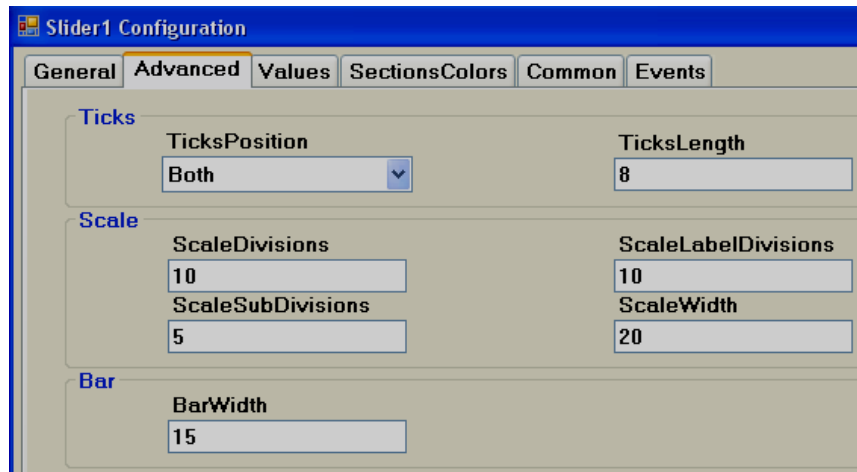 Slider1 Configuration
General Advanced Values SectionsColors Common Events
Ticks
TicksPosition TicksLength
Both 8
Scale
ScaleDivisions ScaleLabelDivisions
10 10
ScaleSubDivisions ScaleWidth
5 20
Bar
BarWidth
15